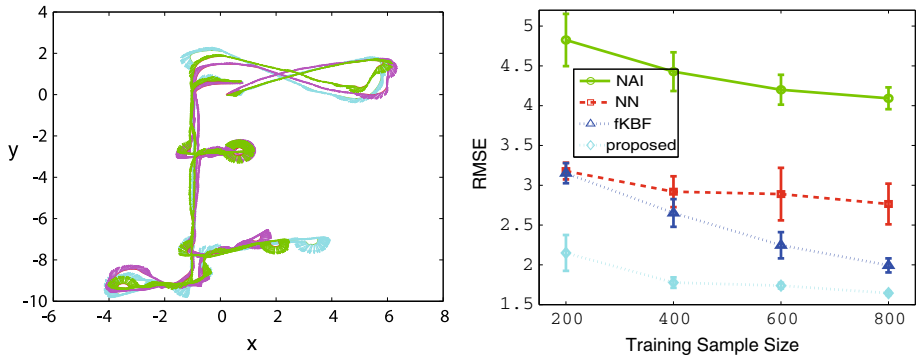 4
2
0
-2
-4
-6
-8
-10
y
-6 -4 -2 0 2 4 6 8
x
5
4.5
4
3.5
3
2.5
2
1.5
RMSE
NAI
NN
fKBF
proposed
200 400 600 800
Training Sample Size